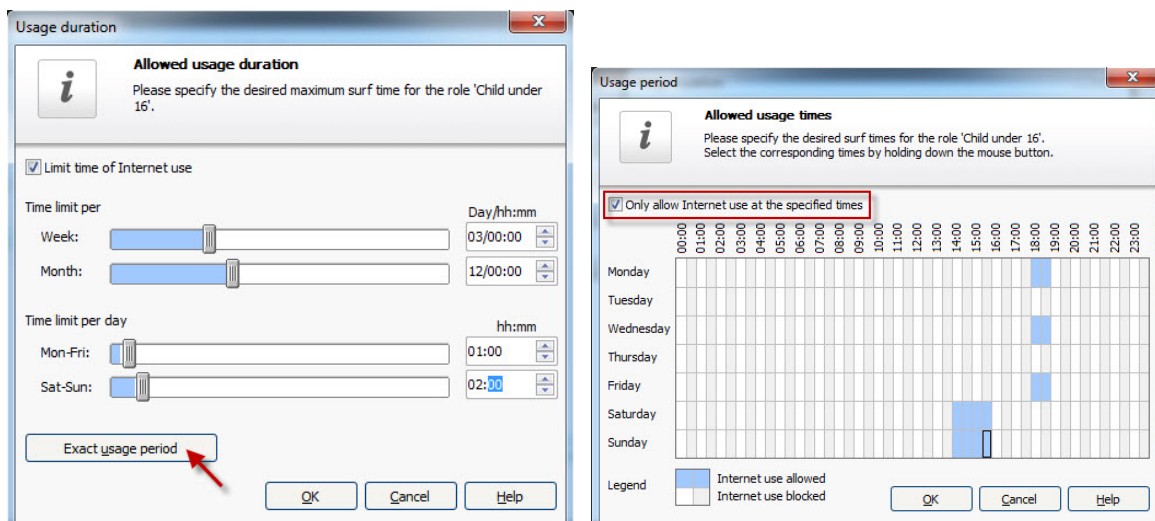 Usage duration
Allowed usage duration
Please specify the desired maximum surf time for the role 'Child under
16'.
Limit time of Internet use
Time limit per
Day/hh:mm
Week:
03/00:00
Month:
12/00:00
Time limit per day
hh:mm
Mon-Fri:
01:00
Sat-Sun:
02:00
Exact usage period
OK
Cancel
Help
Usage period
Allowed usage times
Please specify the desired surf times for the role 'Child under 16'.
Select the corresponding times by holding down the mouse button.
Only allow Internet use at the specified times
00:00 01:00 02:00 03:00 04:00 05:00 06:00 07:00 08:00 09:00 10:00 11:00 12:00 13:00 14:00 15:00 16:00 17:00 18:00 19:00 20:00 21:00 22:00 23:00
Monday
Tuesday
Wednesday
Thursday
Friday
Saturday
Sunday
Legend
Internet use allowed
Internet use blocked
OK
Cancel
Help